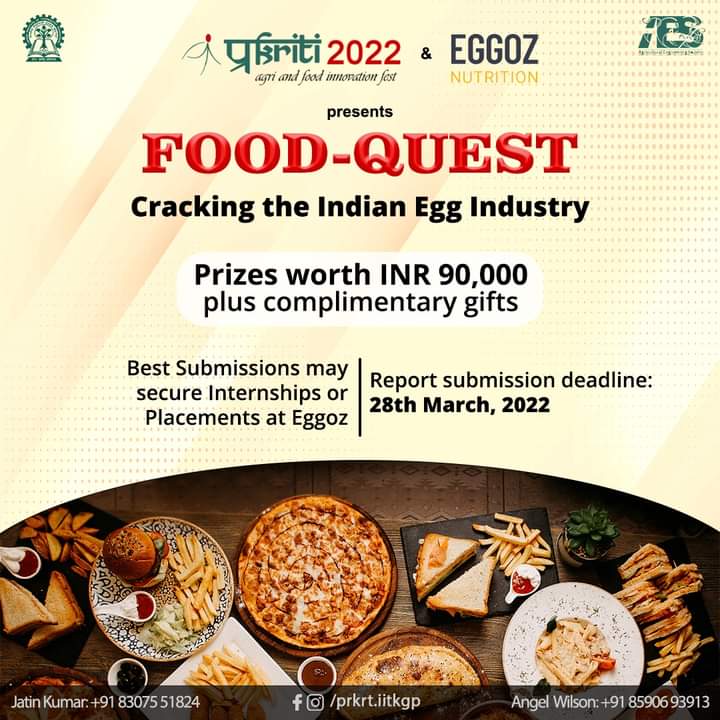 प्रkriti 2022 & EGGOZ
agri and food innovation fest NUTRITION
presents
FOOD-QUEST
Cracking the Indian Egg Industry
Prizes worth INR 90,000
plus complimentary gifts
Best Submissions may
secure Internships or
Placements at Eggoz
Report submission deadline:
28th March, 2022
Jatin Kumar: +91 83075 51824
/prkrt.iitkgp
Angel Wilson: +91 85906 93913